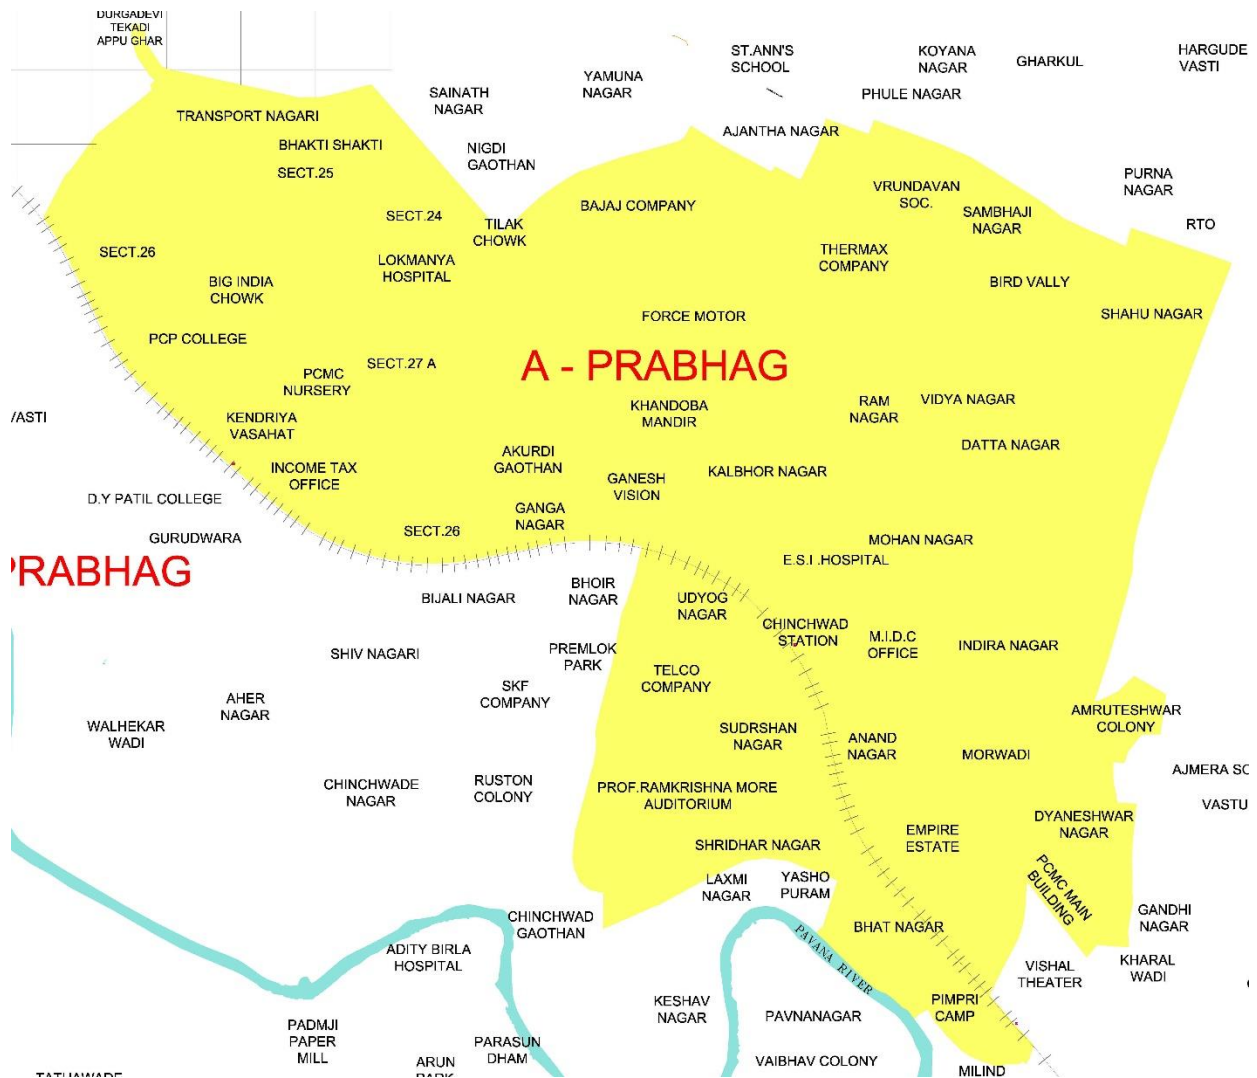 DURGADEVI
TEKADI
APPU GHAR
ST.ANN'S
SCHOOL
KOYANA
NAGAR
GHARKUL
HARGUDE
VASTI
SAINATH
NAGAR
YAMUNA
NAGAR
PHULE NAGAR
TRANSPORT NAGARI
AJANTHA NAGAR
BHAKTI SHAKTI
NIGDI
GAOTHAN
SECT.25
PURNA
NAGAR
VRUNDAVAN
SOC.
BAJAJ COMPANY
SAMBHAJI
NAGAR
SECT.24
TILAK
CHOWK
RTO
SECT.26
LOKMANYA
HOSPITAL
THERMAX
COMPANY
BIG INDIA
CHOWK
BIRD VALLY
FORCE MOTOR
SHAHU NAGAR
PCP COLLEGE
SECT.27 A
A - PRABHAG
PCMC
NURSERY
KENDRIYA
VASAHAT
KHANDOBA
MANDIR
RAM
NAGAR
VIDYA NAGAR
VASTI
DATTA NAGAR
INCOME TAX
OFFICE
AKURDI
GAOTHAN
GANESH
VISION
KALBHOR NAGAR
D.Y PATIL COLLEGE
GANGA
NAGAR
SECT.26
GURUDWARA
MOHAN NAGAR
E.S.I .HOSPITAL
PRABHAG
BIJALI NAGAR
BHOIR
NAGAR
UDYOG
NAGAR
CHINCHWAD
STATION
M.I.D.C
OFFICE
INDIRA NAGAR
SHIV NAGARI
PREMLOK
PARK
TELCO
COMPANY
SKF
COMPANY
AHER
NAGAR
WALHEKAR
WADI
AMRUTESHWAR
COLONY
SUDRSHAN
NAGAR
ANAND
NAGAR
MORWADI
CHINCHWADE
NAGAR
RUSTON
COLONY
PROF.RAMKRISHNA MORE
AUDITORIUM
AJMERA SO
VASTU
DYANESHWAR
NAGAR
EMPIRE
ESTATE
SHRIDHAR NAGAR
LAXMI
NAGAR
YASHO
PURAM
PCMC MAIN
BUILDING
CHINCHWAD
GAOTHAN
BHAT NAGAR
GANDHI
NAGAR
ADITY BIRLA
HOSPITAL
PAVANA RIVER
VISHAL
THEATER
KHARAL
WADI
KESHAV
NAGAR
PAVNANAGAR
PIMPRI
CAMP
PADMJI
PAPER
MILL
PARASUN
DHAM
ARUN
PARK
VAIBHAV COLONY
MILIND
TATHAWADE